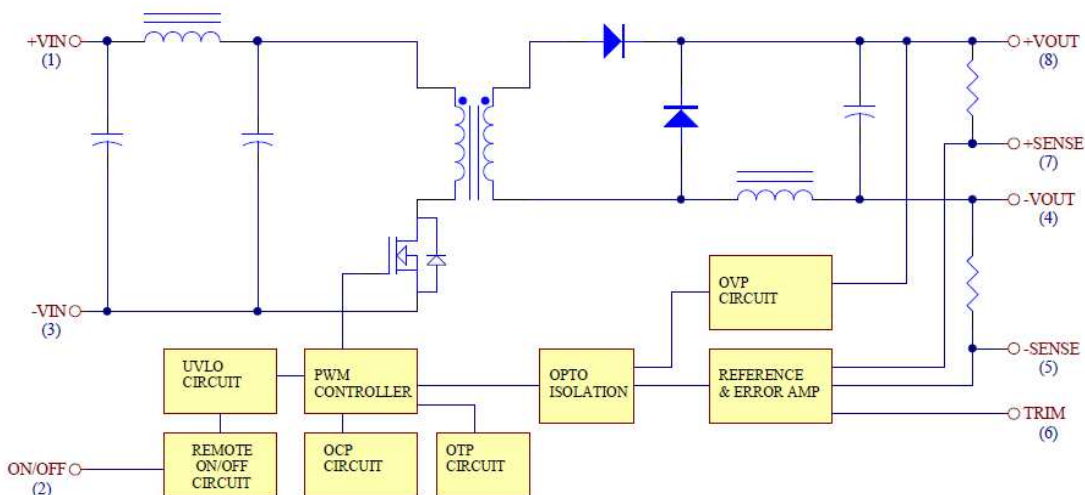 +VIN
(1)
+VOUT
(8)
+SENSE
(7)
-VOUT
(4)
-VIN
(3)
OVP
CIRCUIT
UVLO
CIRCUIT
PWM
CONTROLLER
OPTO
ISOLATION
REFERENCE
& ERROR AMP
-SENSE
(5)
TRIM
(6)
ON/OFF
(2)
REMOTE
ON/OFF
CIRCUIT
OCP
CIRCUIT
OTP
CIRCUIT